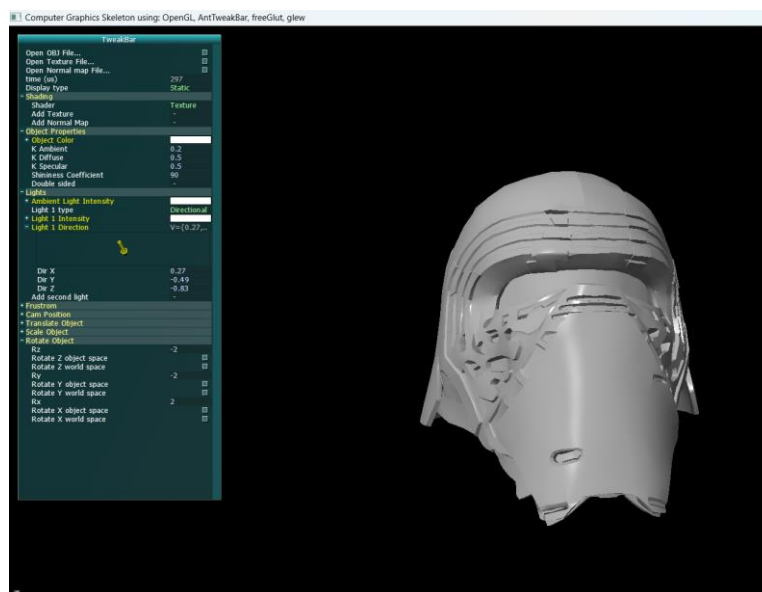 Computer Graphics Skeleton using: OpenGL, AntTweakBar, freeGlut, glew
TweakBar
Open OBJ File...
Open Texture File...
Open Normal map File...
time (us) 297
Display type Static
- Shading
Shader Texture
Add Texture -
Add Normal Map -
- Object Properties
+ Object Color
K Ambient 0.2
K Diffuse 0.5
K Specular 0.5
Shininess Coefficient 90
Double sided -
- Lights
+ Ambient Light Intensity
Light 1 type Directional
+ Light 1 Intensity
- Light 1 Direction V={0.27,...
Dir X 0.27
Dir Y -0.49
Dir Z -0.83
Add second light -
+ Frustrom
+ Cam Position
+ Translate Object
+ Scale Object
- Rotate Object
Rz -2
Rotate Z object space
Rotate Z world space
Ry -2
Rotate Y object space
Rotate Y world space
Rx 2
Rotate X object space
Rotate X world space